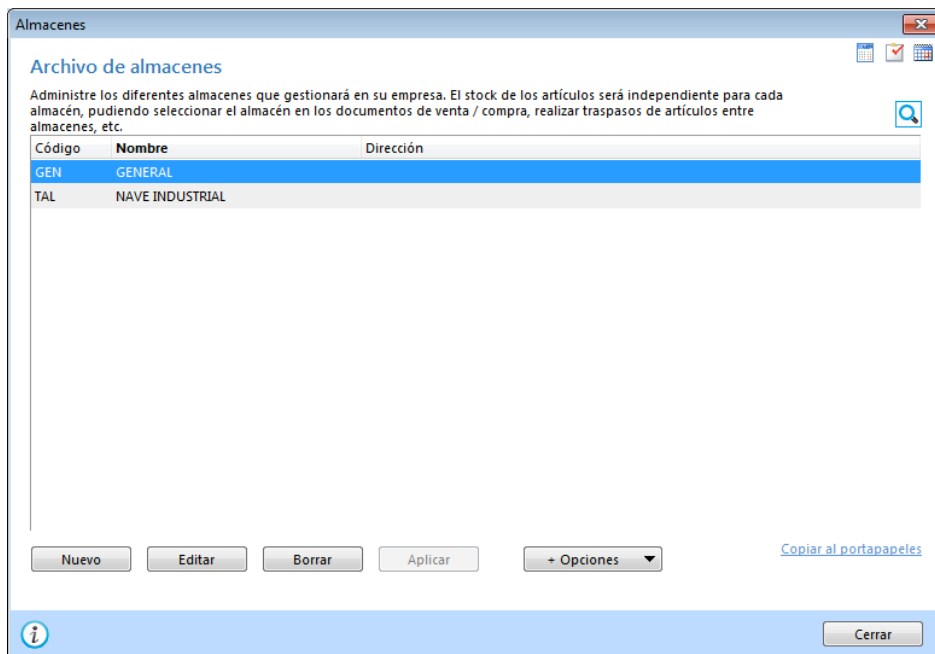 Almacenes
Archivo de almacenes
Administre los diferentes almacenes que gestionará en su empresa. El stock de los artículos será independiente para cada
almacén, pudiendo seleccionar el almacén en los documentos de venta / compra, realizar traspasos de artículos entre
almacenes, etc.
Código Nombre Dirección
GEN GENERAL
TAL NAVE INDUSTRIAL
Nuevo Editar Borrar Aplicar + Opciones Copiar al portapapeles
Cerrar